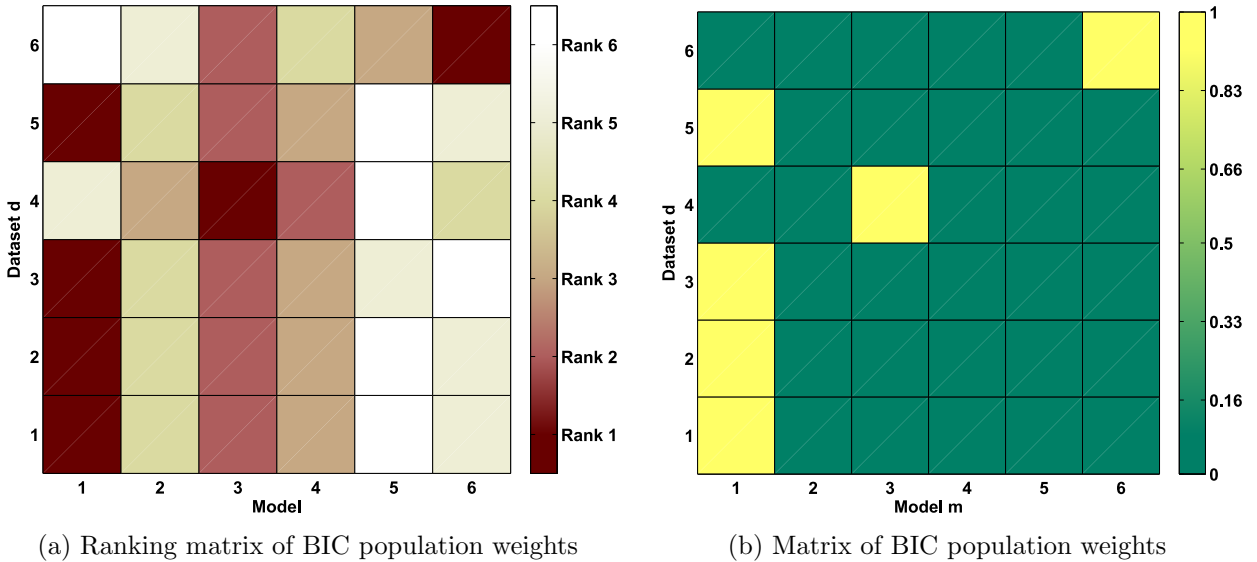 6
5
4
3
2
1
Dataset d
1 2 3 4 5 6
Model
Rank 6
Rank 5
Rank 4
Rank 3
Rank 2
Rank 1
(a) Ranking matrix of BIC population weights
6
5
4
3
2
1
Dataset d
1 2 3 4 5 6
Model m
1
0.83
0.66
0.5
0.33
0.16
0
(b) Matrix of BIC population weights